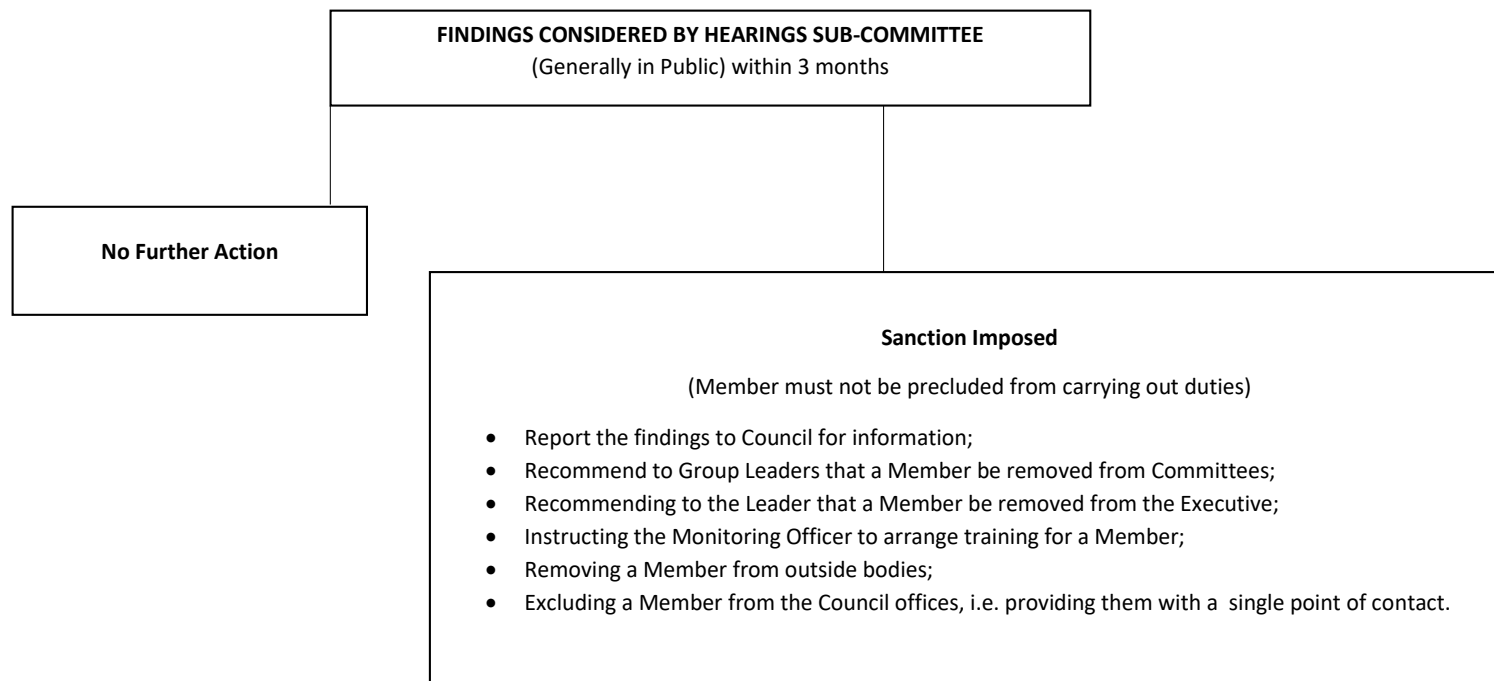 FINDINGS CONSIDERED BY HEARINGS SUB-COMMITTEE
(Generally in Public) within 3 months
No Further Action
Sanction Imposed
(Member must not be precluded from carrying out duties)
• Report the findings to Council for information;
• Recommend to Group Leaders that a Member be removed from Committees;
• Recommending to the Leader that a Member be removed from the Executive;
• Instructing the Monitoring Officer to arrange training for a Member;
• Removing a Member from outside bodies;
• Excluding a Member from the Council offices, i.e. providing them with a single point of contact.